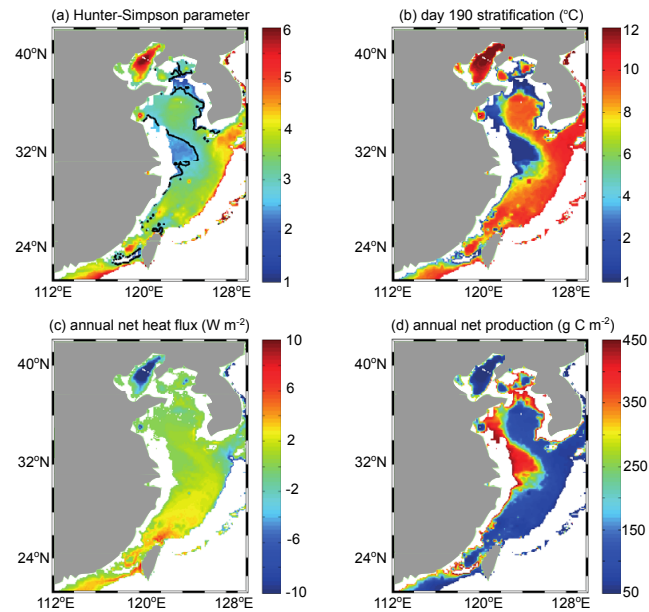 (a) Hunter-Simpson parameter
40°N
32°N
24°N
112°E 120°E 128°E
6
5
4
3
2
1
(b) day 190 stratification (°C)
40°N
32°N
24°N
112°E 120°E 128°E
12
10
8
6
4
2
1
(c) annual net heat flux (W m⁻²)
40°N
32°N
24°N
112°E 120°E 128°E
10
6
2
-2
-6
-10
(d) annual net production (g C m⁻²)
40°N
32°N
24°N
112°E 120°E 128°E
450
350
250
150
50